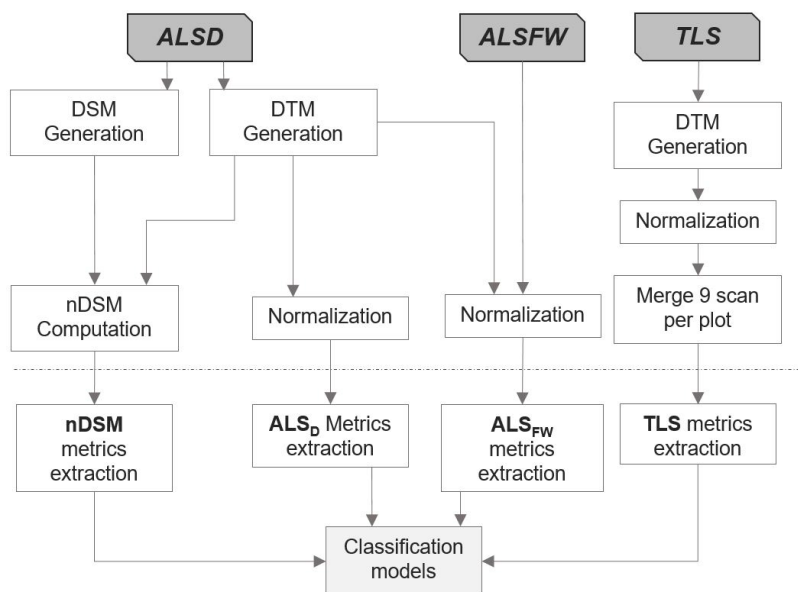 ALSD
ALSFW
TLS
DSM
Generation
DTM
Generation
DTM
Generation
Normalization
nDSM
Computation
Normalization
Normalization
Merge 9 scan
per plot
nDSM
metrics
extraction
ALSD Metrics
extraction
ALSFW
metrics
extraction
TLS metrics
extraction
Classification
models